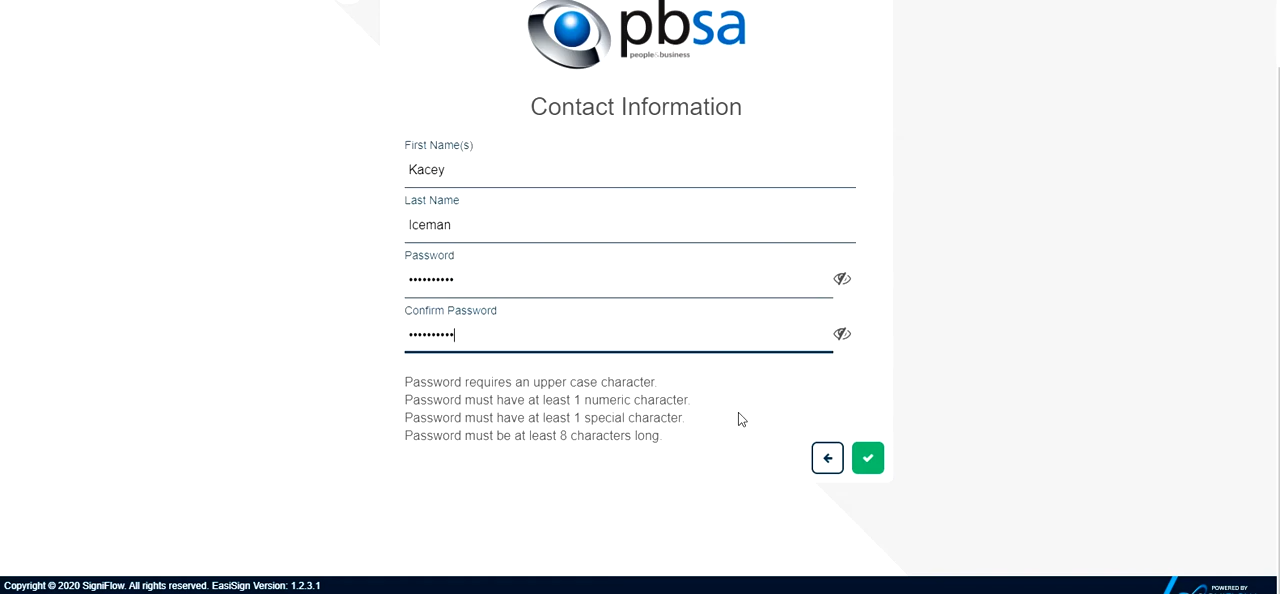 pbsa
people&business
Contact Information
First Name(s)
Kacey
Last Name
Iceman
Password
••••••••••
Confirm Password
••••••••••
Password requires an upper case character.
Password must have at least 1 numeric character.
Password must have at least 1 special character.
Password must be at least 8 characters long.
Copyright © 2020 SigniFlow. All rights reserved. EasiSign Version: 1.2.3.1
POWERED BY